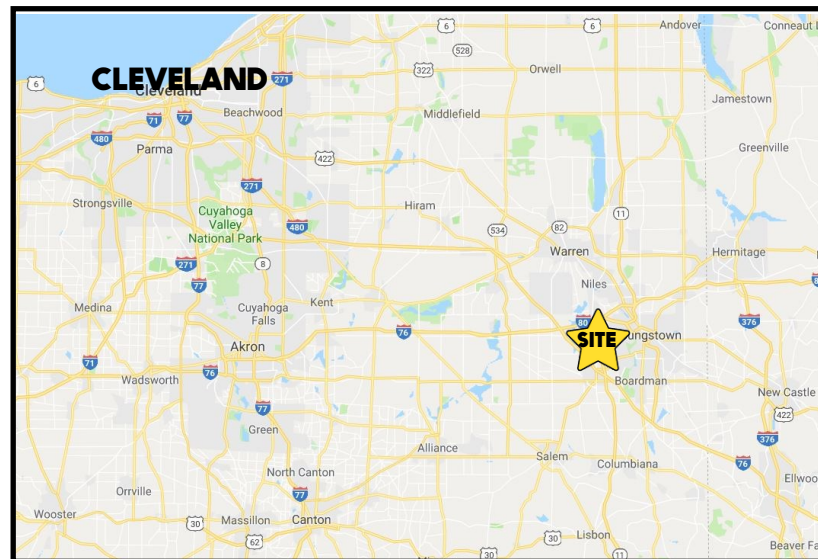 6
6
Andover
Conneaut L
528
322
Orwell
CLEVELAND
Cleveland
271
6
Beachwood
Middlefield
Jamestown
71
77
480
Parma
422
Greenville
271
Strongsville
Hiram
Cuyahoga
Valley
National Park
480
534
82
11
Warren
Hermitage
271
8
77
Niles
Medina
Cuyahoga
Falls
Kent
80
376
76
SITE
ungstown
Akron
71
76
Wadsworth
Boardman
77
New Castle
422
Green
376
Alliance
Salem
Columbiana
76
North Canton
Orrville
77
Ellwo
Wooster
30
Massillon
Canton
62
30
30
Lisbon
11
Beaver Fa